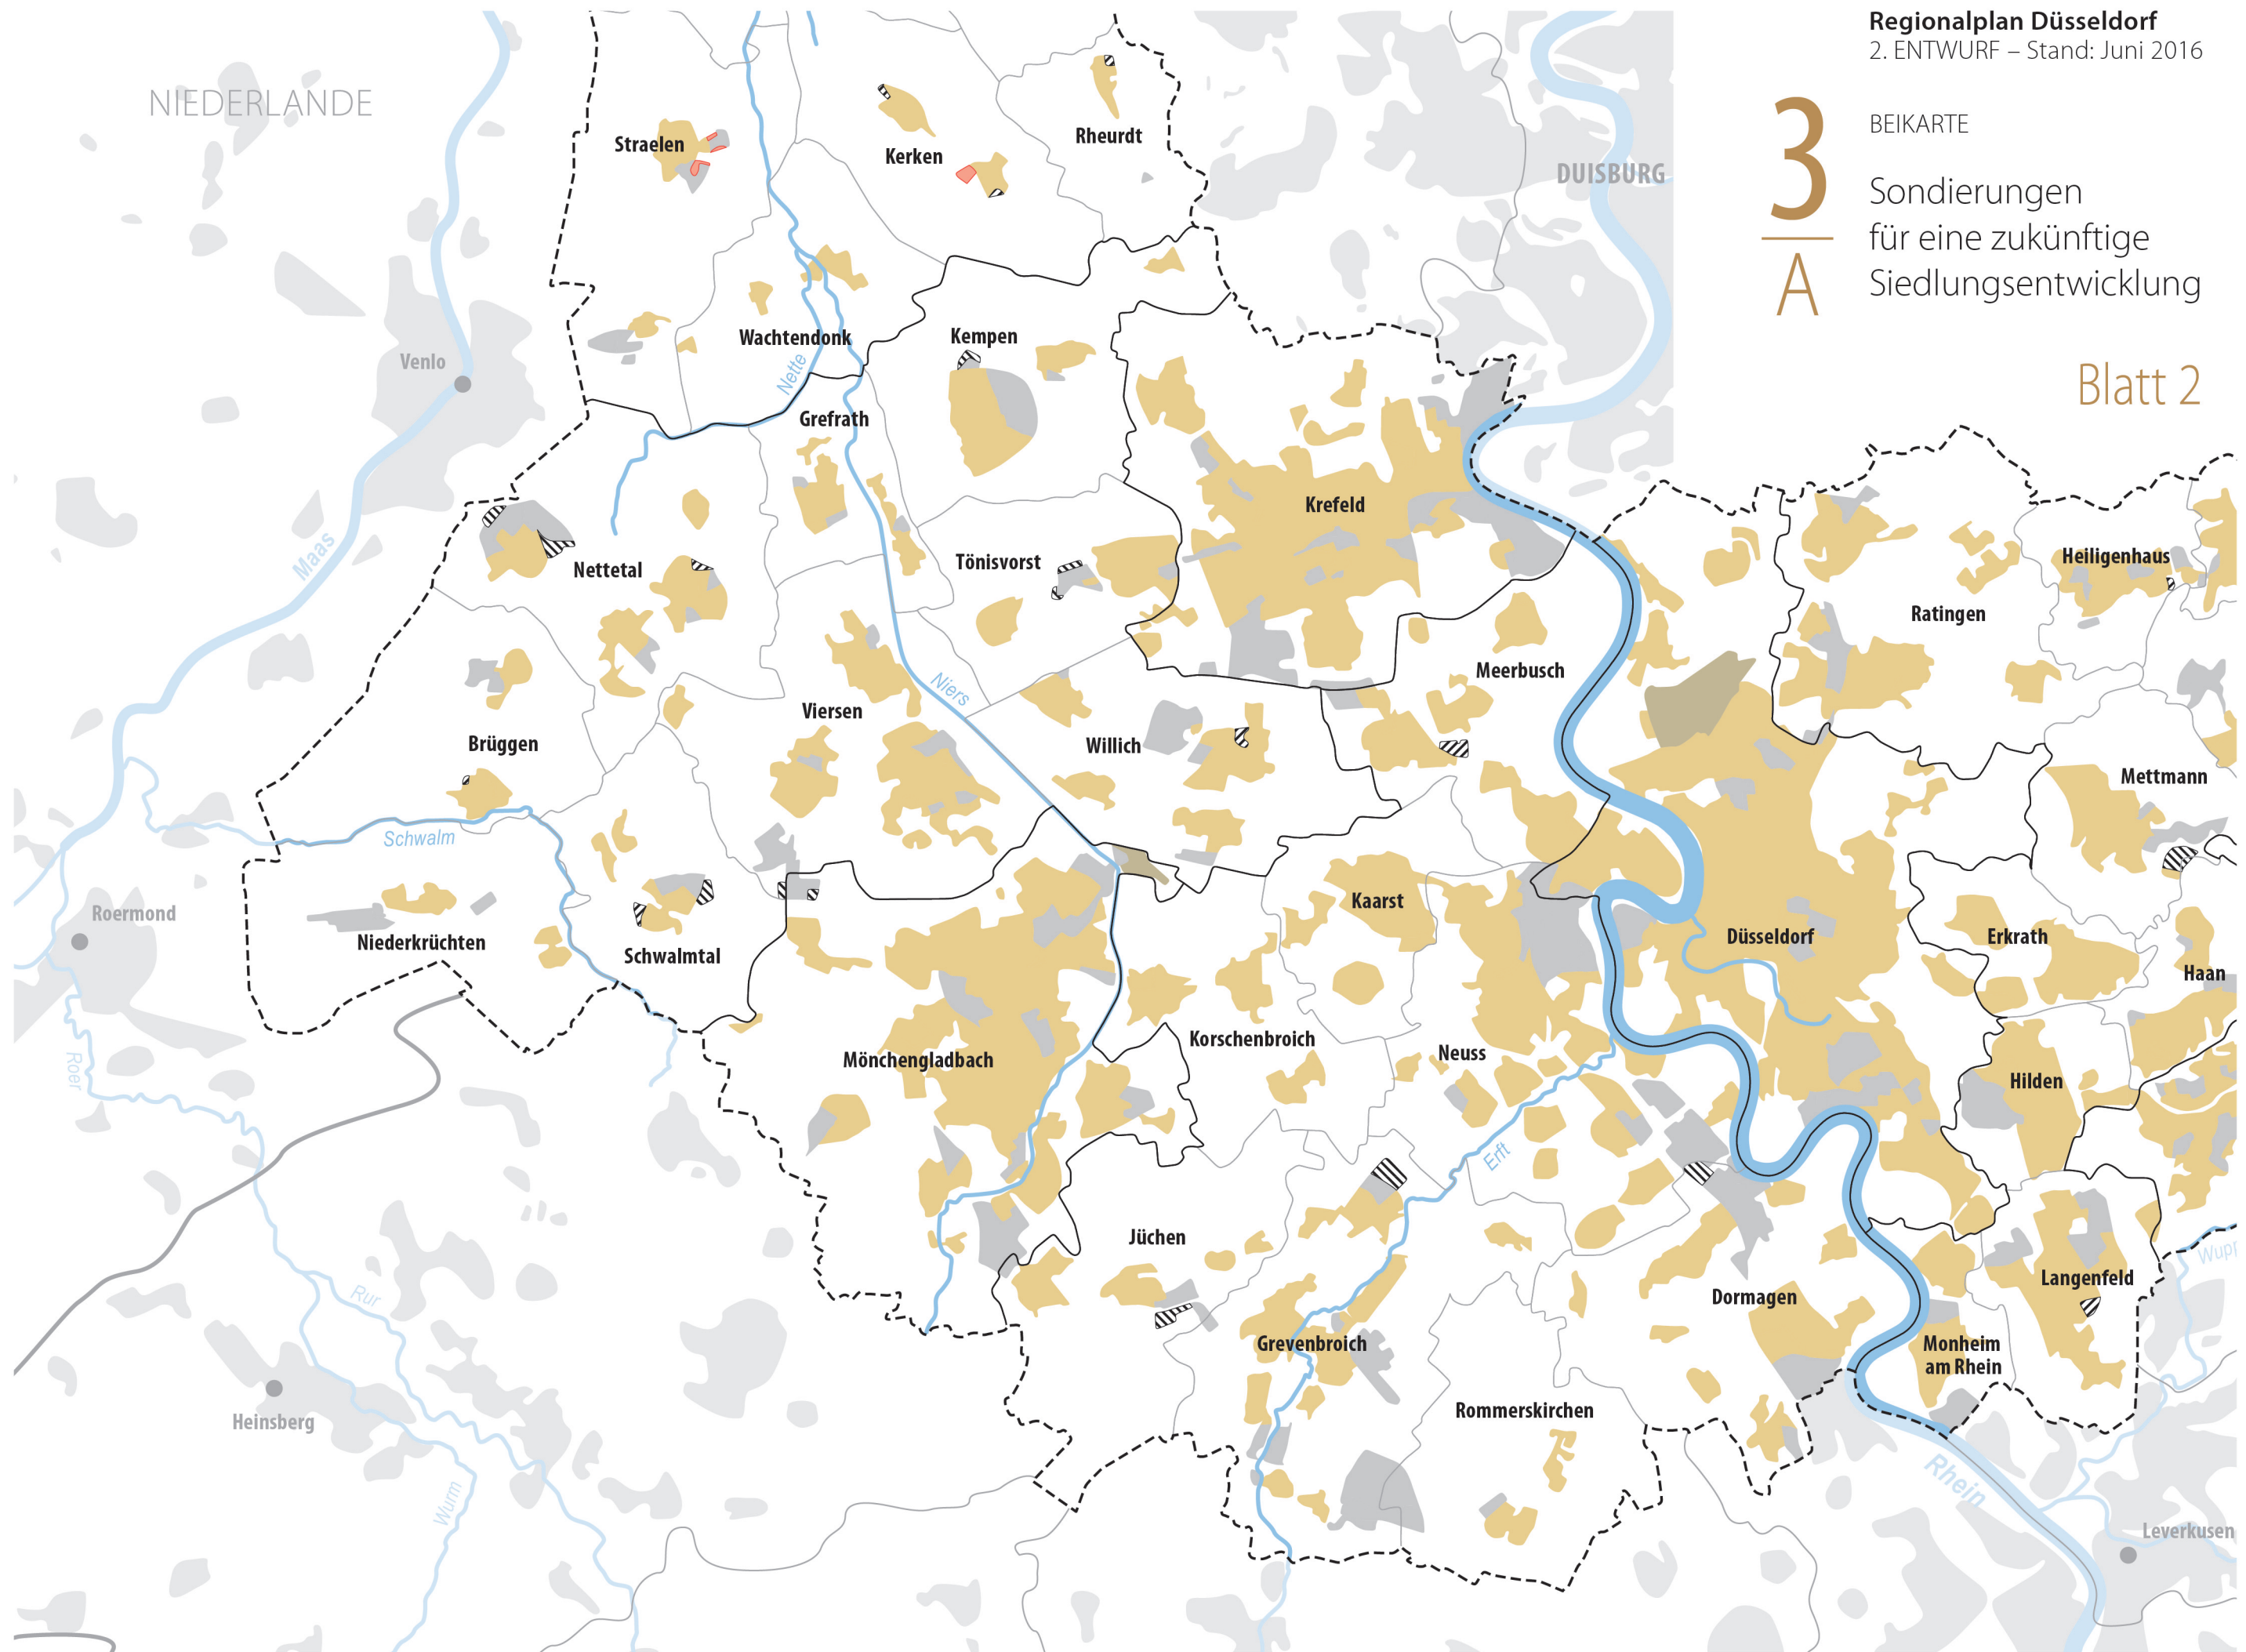 Regionalplan Düsseldorf
2. ENTWURF – Stand: Juni 2016
3
A
BEIKARTE
Sondierungen
für eine zukünftige
Siedlungsentwicklung
Blatt 2
NIEDERLANDE
Straelen
Kerken
Rheurdt
DUISBURG
Venlo
Wachtendonk
Nette
Kempen
Grefrath
Krefeld
Maas
Nettetal
Tönisvorst
Heiligenhaus
Ratingen
Meerbusch
Niers
Viersen
Brüggen
Willich
Mettmann
Schwalm
Roermond
Niederkrüchten
Schwalmtal
Kaarst
Düsseldorf
Erkrath
Haan
Roer
Mönchengladbach
Korschenbroich
Neuss
Hilden
Erft
Jüchen
Wupp
Rur
Dormagen
Langenfeld
Grevenbroich
Monheim
am Rhein
Heinsberg
Rommerskirchen
Wurm
Rhein
Leverkusen